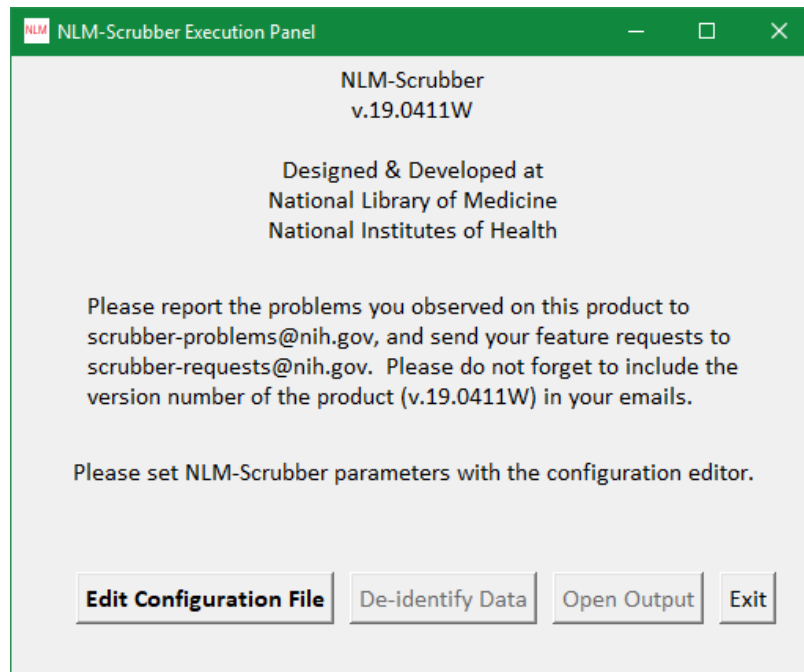 NLM NLM-Scrubber Execution Panel
NLM-Scrubber
v.19.0411W
Designed & Developed at
National Library of Medicine
National Institutes of Health
Please report the problems you observed on this product to
scrubber-problems@nih.gov, and send your feature requests to
scrubber-requests@nih.gov.  Please do not forget to include the
version number of the product (v.19.0411W) in your emails.
Please set NLM-Scrubber parameters with the configuration editor.
Edit Configuration File De-identify Data Open Output Exit